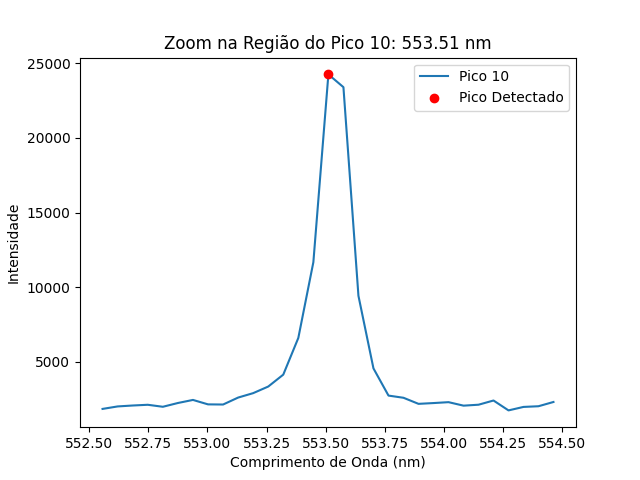 Zoom na Região do Pico 10: 553.51 nm
Pico 10
Pico Detectado
Intensidade
25000
20000
15000
10000
5000
552.50 552.75 553.00 553.25 553.50 553.75 554.00 554.25 554.50
Comprimento de Onda (nm)